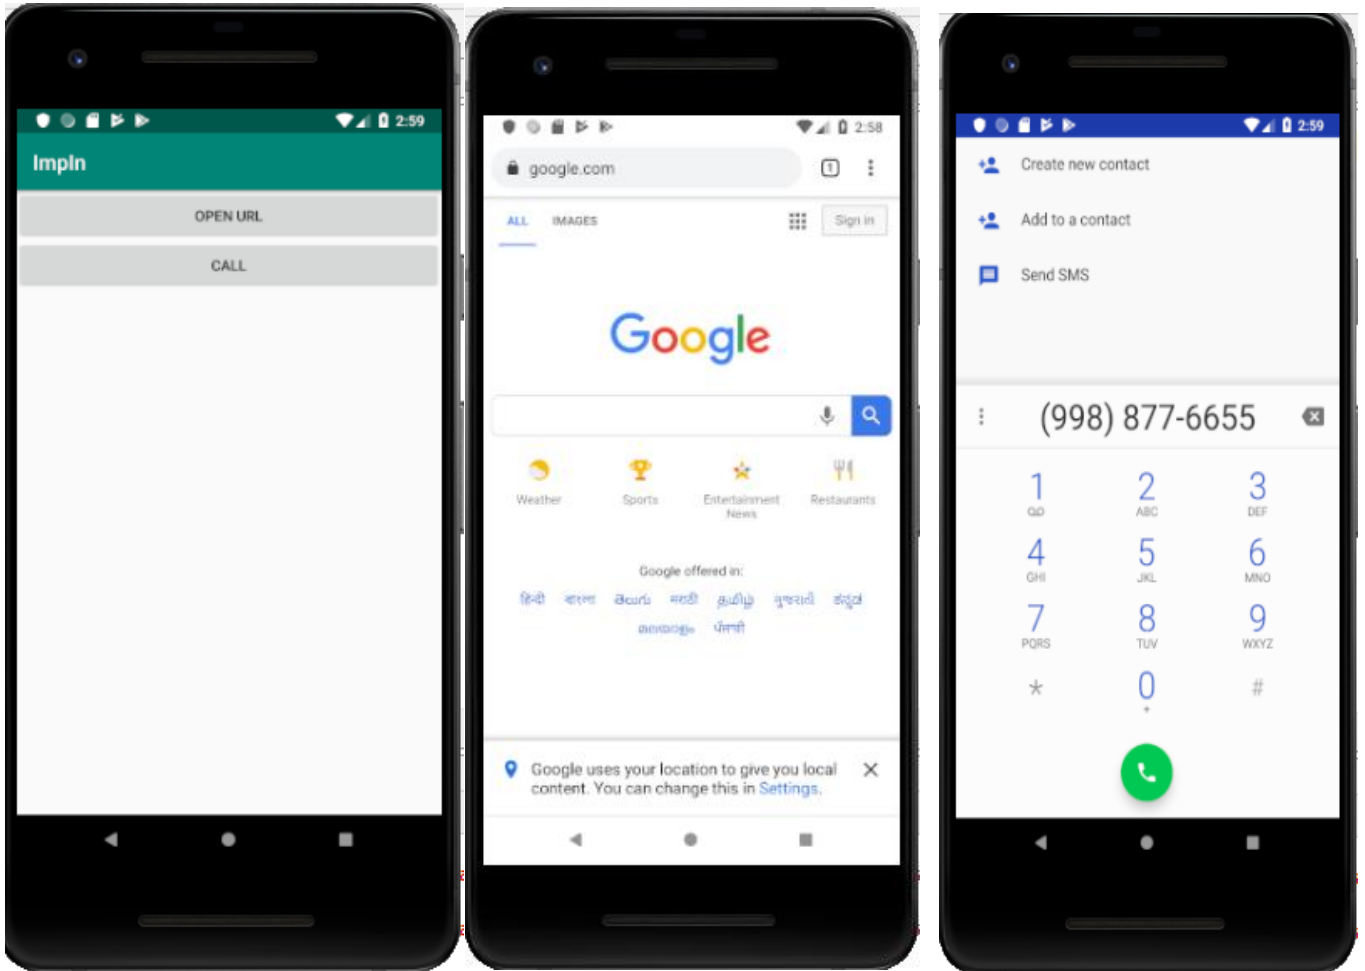 2:59
ImpIn
OPEN URL
CALL
2:58
google.com
1
ALL IMAGES
Sign in
Google
Weather Sports Entertainment Restaurants
News
Google offered in:
हिन्दी বাংলা తెలుగు मराठी தமிழ் ગુજરાતી ಕನ್ನಡ
മലയാളം ਪੰਜਾਬੀ
Google uses your location to give you local
content. You can change this in Settings.
2:59
Create new contact
Add to a contact
Send SMS
(998) 877-6655
1 2 3
ABC DEF
4 5 6
GHI JKL MNO
7 8 9
PQRS TUV WXYZ
* 0 #
+